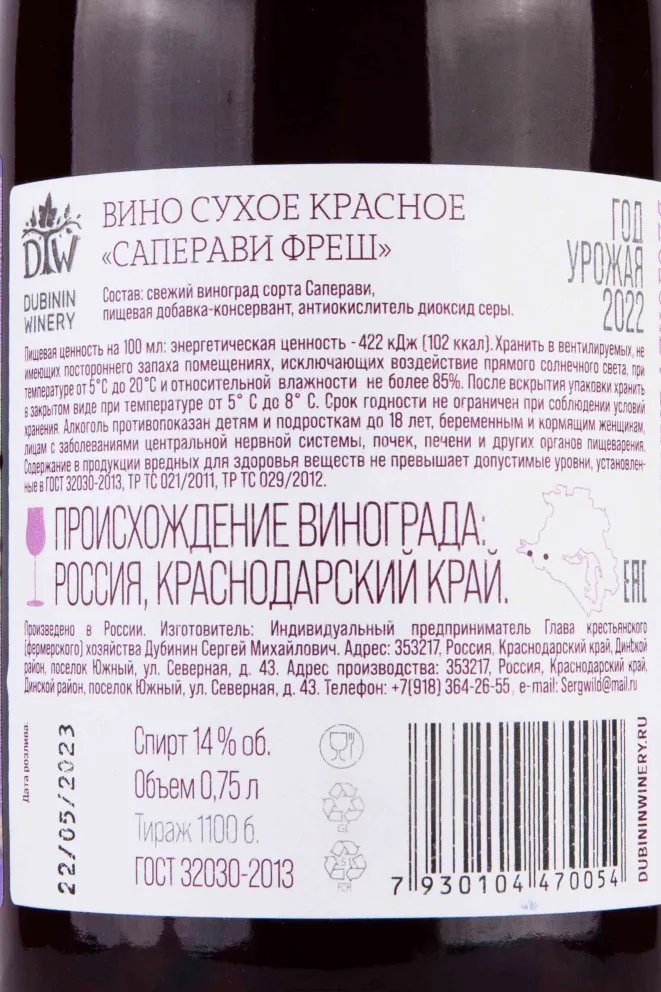 DW
DUBININ
WINERY
ВИНО СУХОЕ КРАСНОЕ
«САПЕРАВИ ФРЕШ»
Состав: свежий виноград сорта Саперави,
пищевая добавка-консервант, антиокислитель диоксид серы.
ГОД
УРОЖАЯ
2022
Пищевая ценность на 100 мл: энергетическая ценность - 422 кДж (102 ккал). Хранить в вентилируемых, не
имеющих постороннего запаха помещениях, исключающих воздействие прямого солнечного света, при
температуре от 5°C до 20°C и относительной влажности не более 85%. После вскрытия упаковки хранить
в закрытом виде при температуре от 5° C до 8° C. Срок годности не ограничен при соблюдении условий
хранения. Алкоголь противопоказан детям и подросткам до 18 лет, беременным и кормящим женщинам,
лицам с заболеваниями центральной нервной системы, почек, печени и других органов пищеварения.
Содержание в продукции вредных для здоровья веществ не превышает допустимые уровни, установлен-
ные в ГОСТ 32030-2013, ТР ТС 021/2011, ТР ТС 029/2012.
ПРОИСХОЖДЕНИЕ ВИНОГРАДА:
РОССИЯ, КРАСНОДАРСКИЙ КРАЙ.
EAC
Произведено в России. Изготовитель: Индивидуальный предприниматель Глава крестьянского
(фермерского) хозяйства Дубинин Сергей Михайлович. Адрес: 353217, Россия, Краснодарский край, Динской
район, поселок Южный, ул. Северная, д. 43. Адрес производства: 353217, Россия, Краснодарский край,
Динской район, поселок Южный, ул. Северная, д. 43. Телефон: +7(918) 364-26-55, e-mail: Sergwild@mail.ru
Дата розлива:
22/05/2023
Спирт 14 % об.
Объем 0,75 л
Тираж 1100 б.
ГОСТ 32030-2013
GL
51
FOR
7 930104 470054
DUBININWINERY.RU